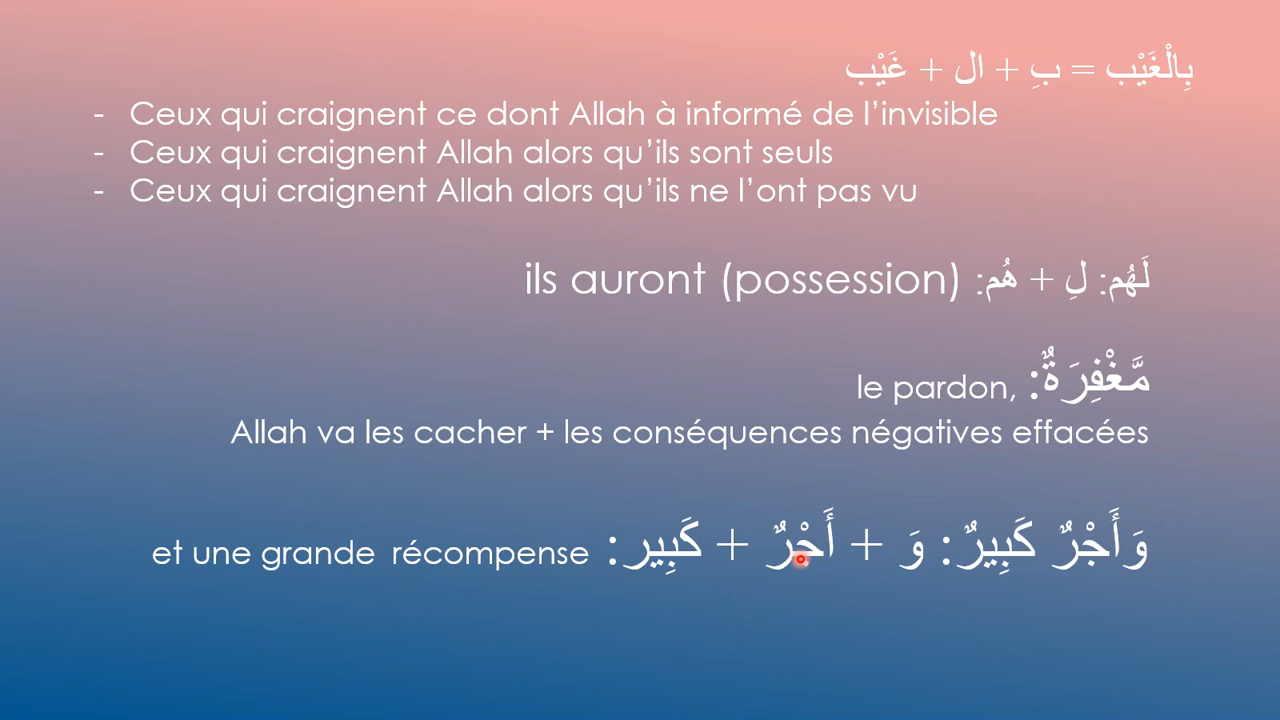 بِالْغَيْب = بِ + ال + غَيْب
- Ceux qui craignent ce dont Allah à informé de l’invisible
- Ceux qui craignent Allah alors qu’ils sont seuls
- Ceux qui craignent Allah alors qu’ils ne l’ont pas vu
لَهُم: لِ + هُم: ils auront (possession)
مَّغْفِرَةٌ: le pardon,
Allah va les cacher + les conséquences négatives effacées
وَأَجْرٌ كَبِيرٌ: وَ + أَجْرٌ + كَبِير: et une grande récompense